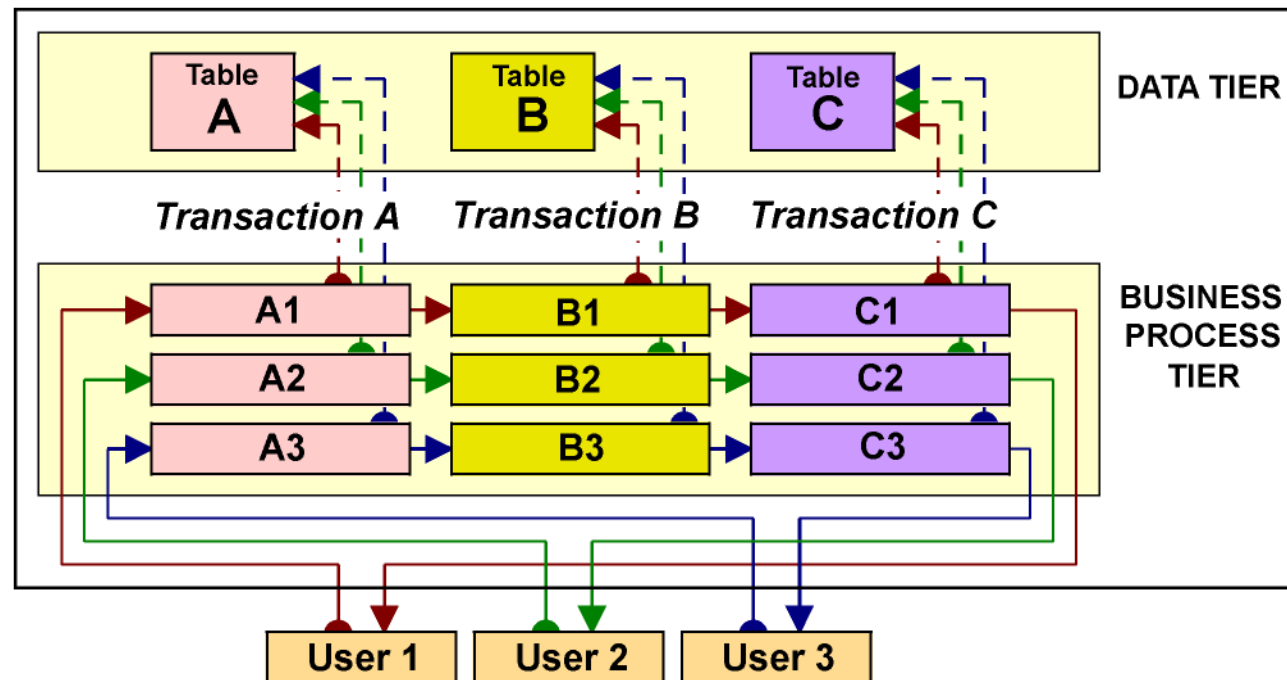 Table
A
Table
B
Table
C
DATA TIER
Transaction A
Transaction B
Transaction C
A1
B1
C1
BUSINESS
PROCESS
TIER
A2
B2
C2
A3
B3
C3
User 1
User 2
User 3